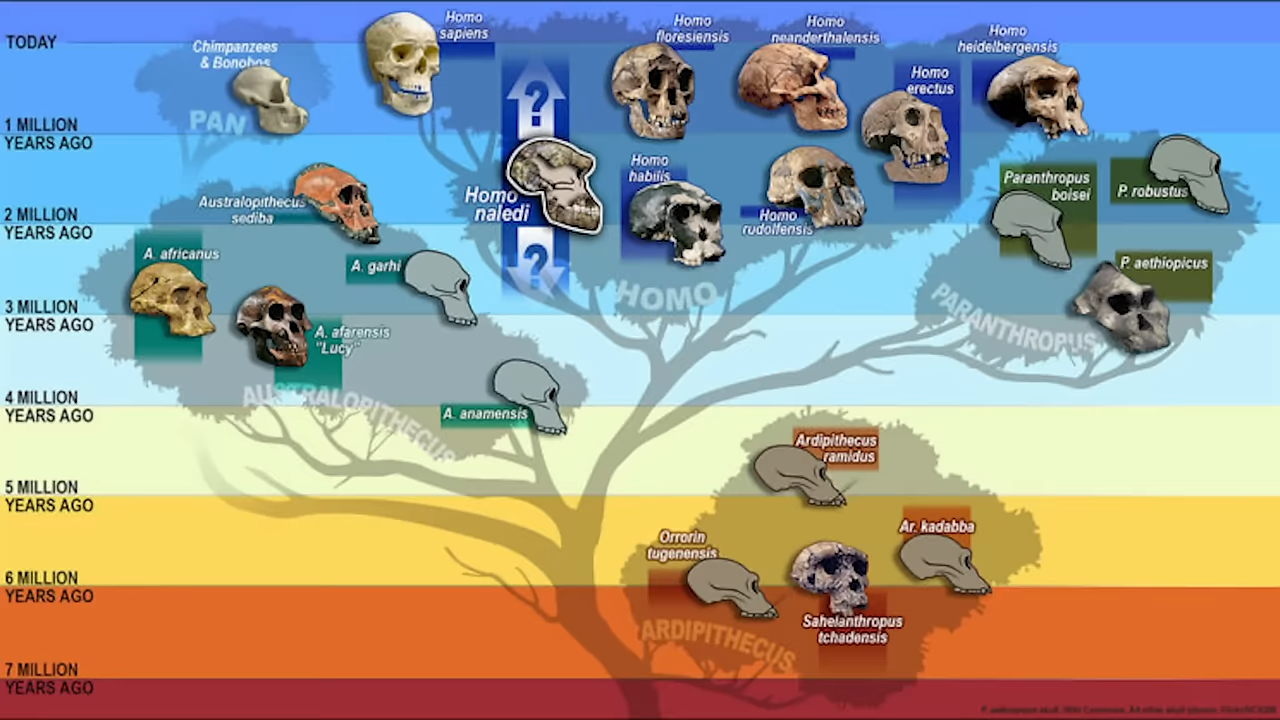 TODAY
1 MILLION
YEARS AGO
2 MILLION
YEARS AGO
3 MILLION
YEARS AGO
4 MILLION
YEARS AGO
5 MILLION
YEARS AGO
6 MILLION
YEARS AGO
7 MILLION
YEARS AGO
Chimpanzees
& Bonobos
PAN
Homo
sapiens
?
Homo
naledi
?
Homo
floresiensis
Homo
neanderthalensis
Homo
heidelbergensis
Homo
erectus
Homo
habilis
Homo
rudolfensis
HOMO
Paranthropus
boisei
P. robustus
P. aethiopicus
PARANTHROPUS
Australopithecus
sediba
A. africanus
A. garhi
A. afarensis
"Lucy"
A. anamensis
AUSTRALOPITHECUS
Ardipithecus
ramidus
Ar. kadabba
Orrorin
tugenensis
Sahelanthropus
tchadensis
ARDIPITHECUS